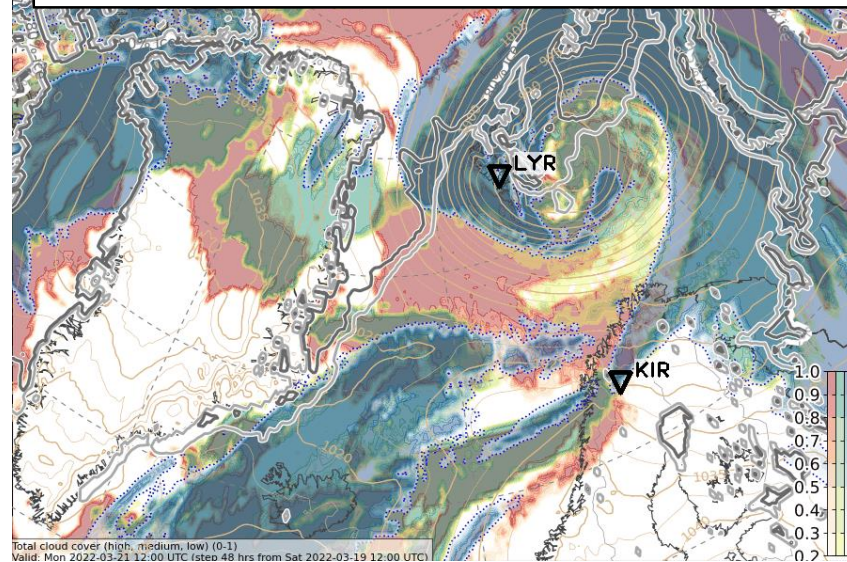 LYR
KIR
1035
1020
1.0
0.9
0.8
0.7
0.6
0.5
0.4
0.3
0.2
Total cloud cover (high, medium, low) (0-1)
Valid: Mon 2022-03-21 12:00 UTC (step 48 hrs from Sat 2022-03-19 12:00 UTC)